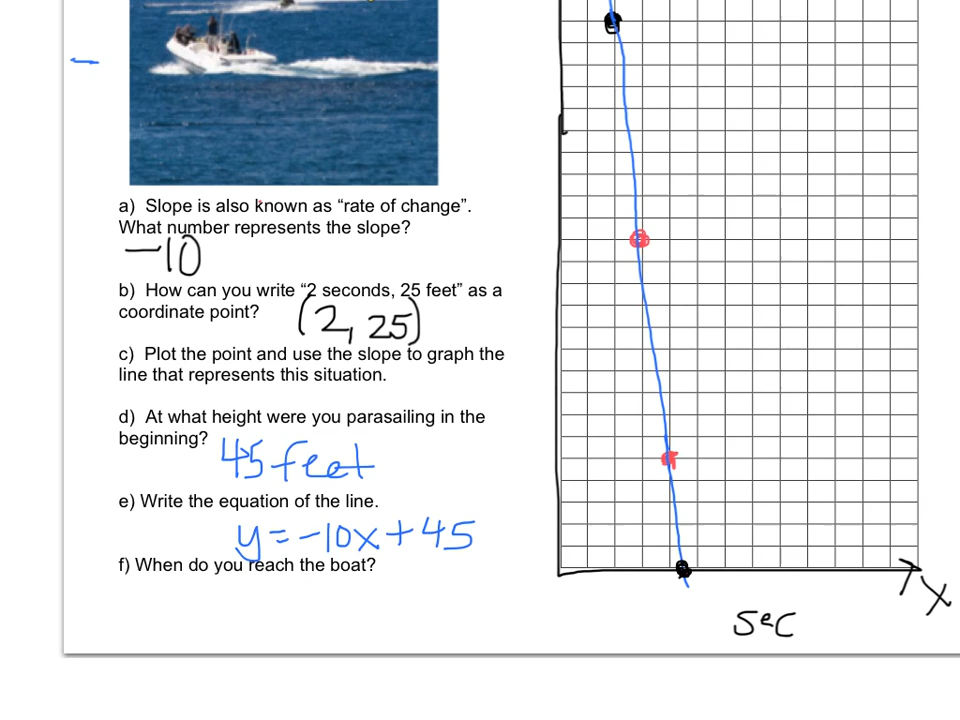 a) Slope is also known as “rate of change”.
What number represents the slope?
-10
b) How can you write “2 seconds, 25 feet” as a
coordinate point?
(2, 25)
c) Plot the point and use the slope to graph the
line that represents this situation.
d) At what height were you parasailing in the
beginning?
45 feet
e) Write the equation of the line.
y=-10x+45
f) When do you reach the boat?
x
sec